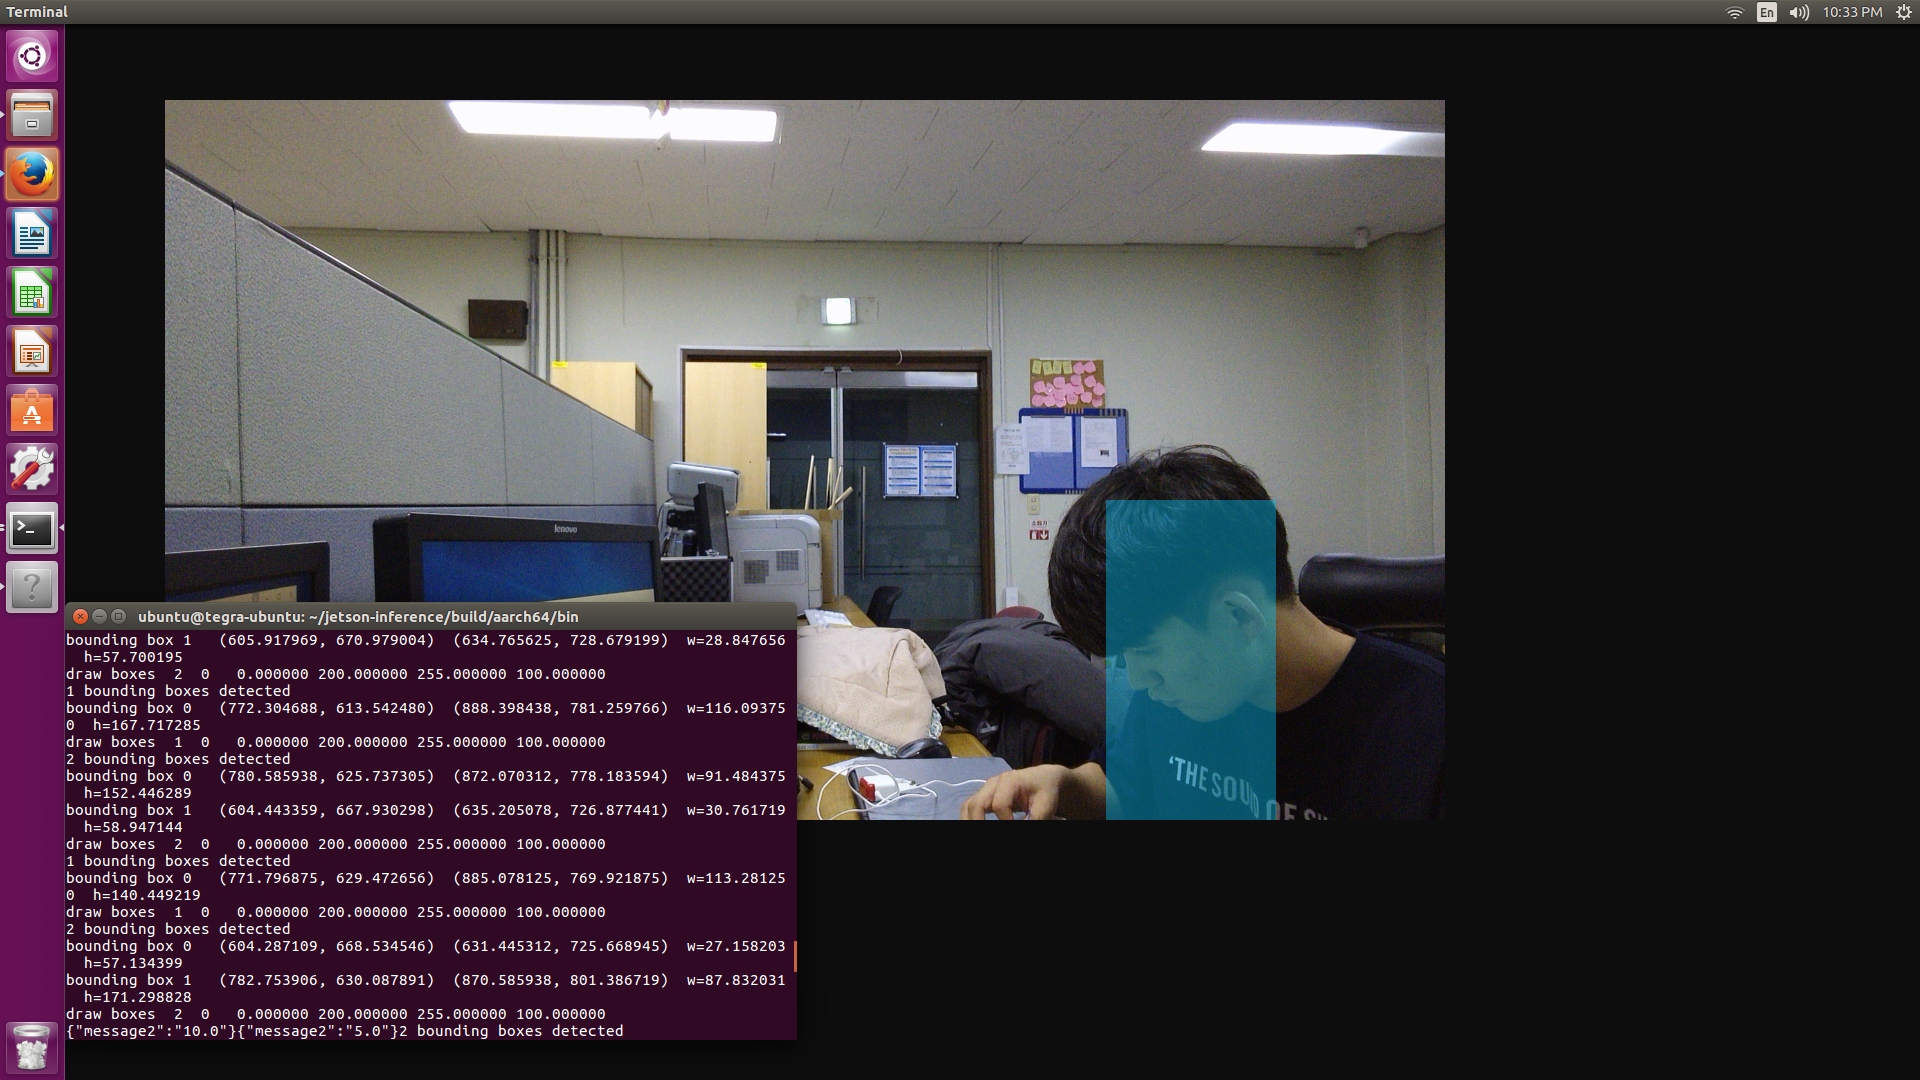 Terminal
En
10:33 PM
lenovo
소화기
ubuntu@tegra-ubuntu: ~/jetson-inference/build/aarch64/bin
bounding box 1   (605.917969, 670.979004)  (634.765625, 728.679199)  w=28.847656
  h=57.700195
draw boxes  2  0   0.000000 200.000000 255.000000 100.000000
1 bounding boxes detected
bounding box 0   (772.304688, 613.542480)  (888.398438, 781.259766)  w=116.09375
0  h=167.717285
draw boxes  1  0   0.000000 200.000000 255.000000 100.000000
2 bounding boxes detected
bounding box 0   (780.585938, 625.737305)  (872.070312, 778.183594)  w=91.484375
  h=152.446289
bounding box 1   (604.443359, 667.930298)  (635.205078, 726.877441)  w=30.761719
  h=58.947144
draw boxes  2  0   0.000000 200.000000 255.000000 100.000000
1 bounding boxes detected
bounding box 0   (771.796875, 629.472656)  (885.078125, 769.921875)  w=113.28125
0  h=140.449219
draw boxes  1  0   0.000000 200.000000 255.000000 100.000000
2 bounding boxes detected
bounding box 0   (604.287109, 668.534546)  (631.445312, 725.668945)  w=27.158203
  h=57.134399
bounding box 1   (782.753906, 630.087891)  (870.585938, 801.386719)  w=87.832031
  h=171.298828
draw boxes  2  0   0.000000 200.000000 255.000000 100.000000
{"message2":"10.0"}{"message2":"5.0"}2 bounding boxes detected
'THE SOUND OF